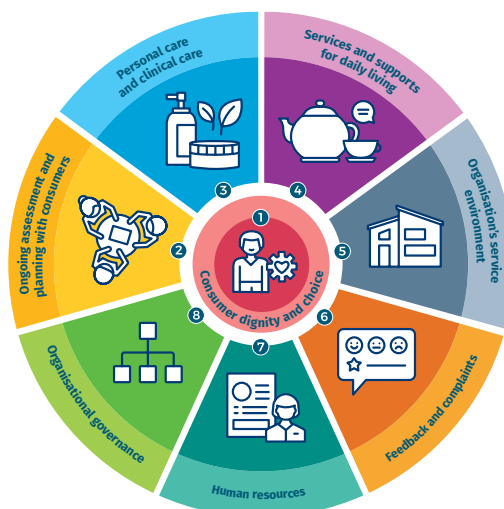 1
Consumer dignity and choice
2
Ongoing assessment and
planning with consumers
3
Personal care
and clinical care
4
Services and supports
for daily living
5
Organisation's service
environment
6
Feedback and complaints
7
Human resources
8
Organisational governance